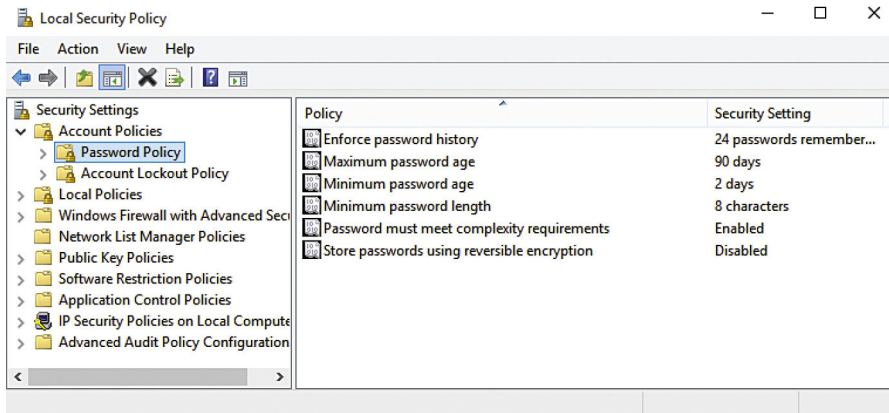 Local Security Policy
File Action View Help
Security Settings
Account Policies
Password Policy
Account Lockout Policy
Local Policies
Windows Firewall with Advanced Secu
Network List Manager Policies
Public Key Policies
Software Restriction Policies
Application Control Policies
IP Security Policies on Local Compute
Advanced Audit Policy Configuration
Policy Security Setting
Enforce password history 24 passwords remember...
Maximum password age 90 days
Minimum password age 2 days
Minimum password length 8 characters
Password must meet complexity requirements Enabled
Store passwords using reversible encryption Disabled